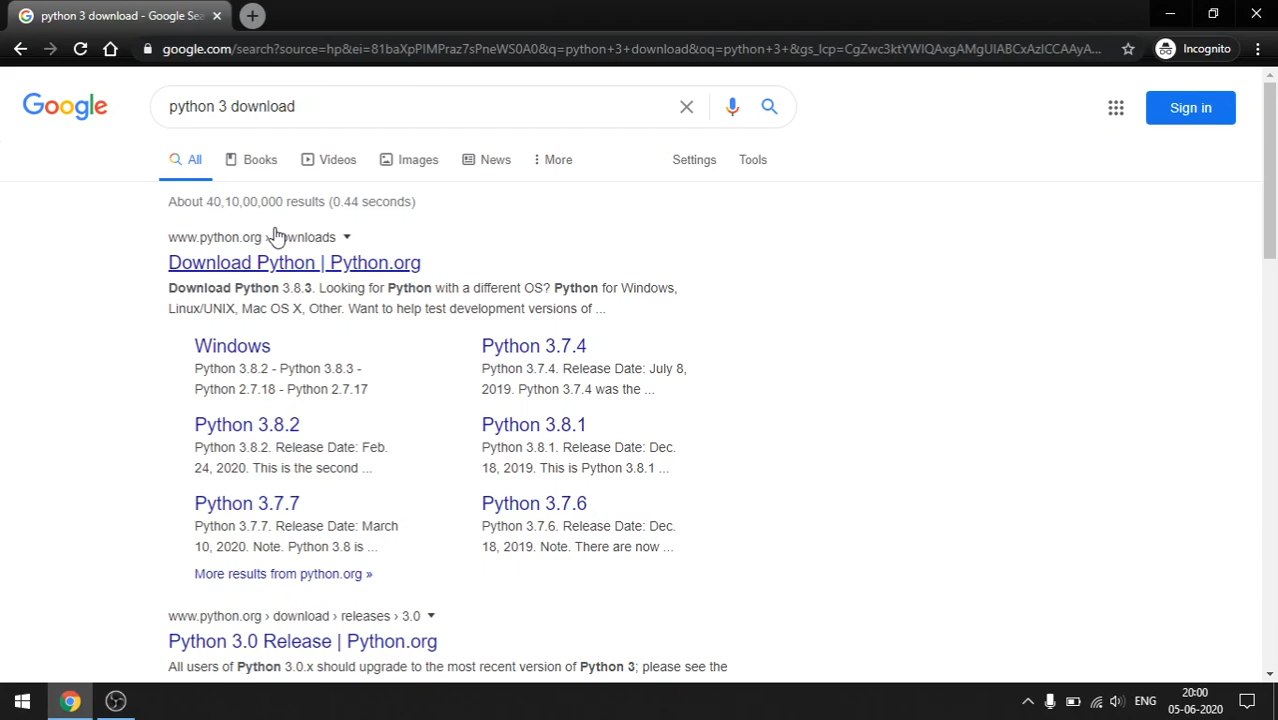 python 3 download - Google Sea
google.com/search?source=hp&ei=81baXpPIMPraz7sPneWS0A0&q=python+3+download&oq=python+3+&gs_lcp=CgZwc3ktYWIQAxgAMgUIABCxAzICCAAyA...
Incognito
Google
python 3 download
Sign in
All
Books
Videos
Images
News
More
Settings
Tools
About 40,10,00,000 results (0.44 seconds)
www.python.org ›
Download Python | Python.org
Download Python 3.8.3. Looking for Python with a different OS? Python for Windows,
Linux/UNIX, Mac OS X, Other. Want to help test development versions of ...
Windows
Python 3.8.2 - Python 3.8.3 -
Python 2.7.18 - Python 2.7.17
Python 3.7.4
Python 3.7.4. Release Date: July 8,
2019. Python 3.7.4 was the ...
Python 3.8.2
Python 3.8.2. Release Date: Feb.
24, 2020. This is the second ...
Python 3.8.1
Python 3.8.1. Release Date: Dec.
18, 2019. This is Python 3.8.1 ...
Python 3.7.7
Python 3.7.7. Release Date: March
10, 2020. Note. Python 3.8 is ...
Python 3.7.6
Python 3.7.6. Release Date: Dec.
18, 2019. Note. There are now ...
More results from python.org »
www.python.org › download › releases › 3.0
Python 3.0 Release | Python.org
All users of Python 3.0.x should upgrade to the most recent version of Python 3; please see the
ENG
20:00
05-06-2020